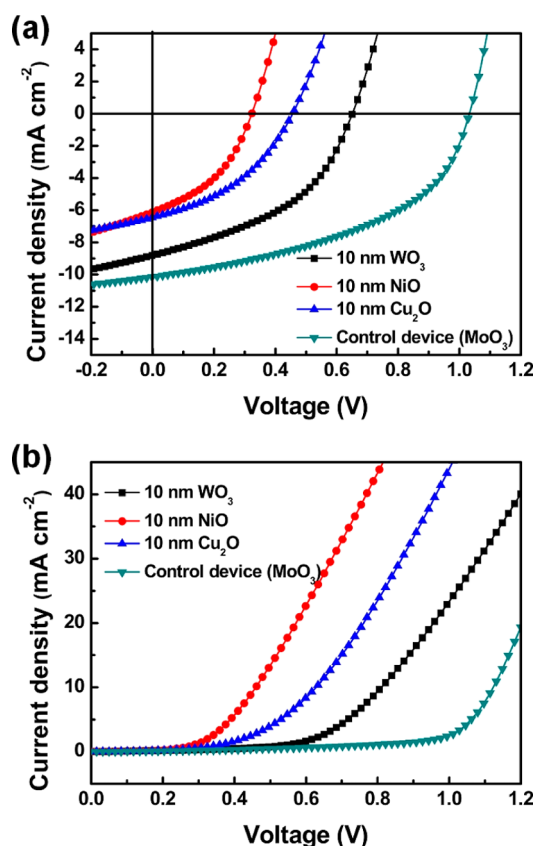 (a)
Current density (mA cm⁻²)
4
2
0
-2
-4
-6
-8
-10
-12
-14
10 nm WO₃
10 nm NiO
10 nm Cu₂O
Control device (MoO₃)
-0.2 0.0 0.2 0.4 0.6 0.8 1.0 1.2
Voltage (V)
(b)
Current density (mA cm⁻²)
40
30
20
10
0
10 nm WO₃
10 nm NiO
10 nm Cu₂O
Control device (MoO₃)
0.0 0.2 0.4 0.6 0.8 1.0 1.2
Voltage (V)